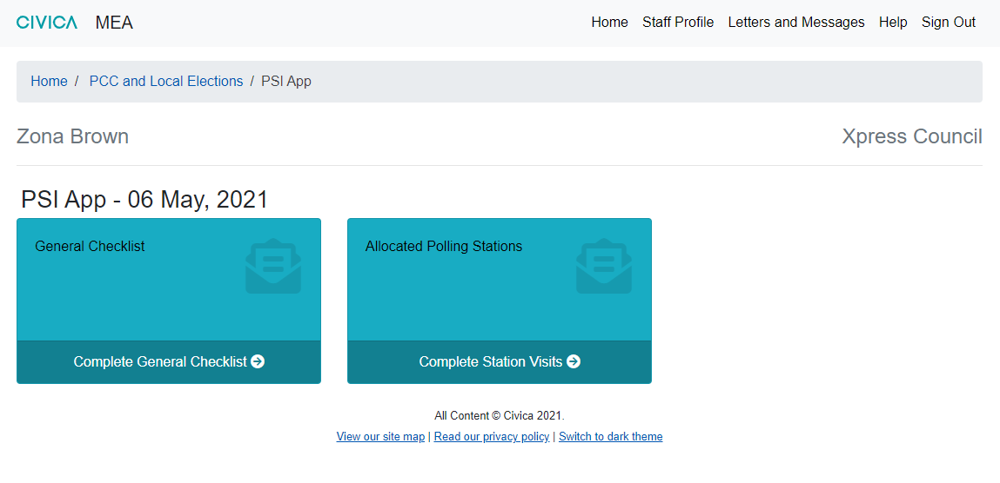 CIVICA MEA Home Staff Profile Letters and Messages Help Sign Out
Home / PCC and Local Elections / PSI App
Zona Brown Xpress Council
PSI App - 06 May, 2021
General Checklist
Complete General Checklist
Allocated Polling Stations
Complete Station Visits
All Content © Civica 2021.
View our site map | Read our privacy policy | Switch to dark theme